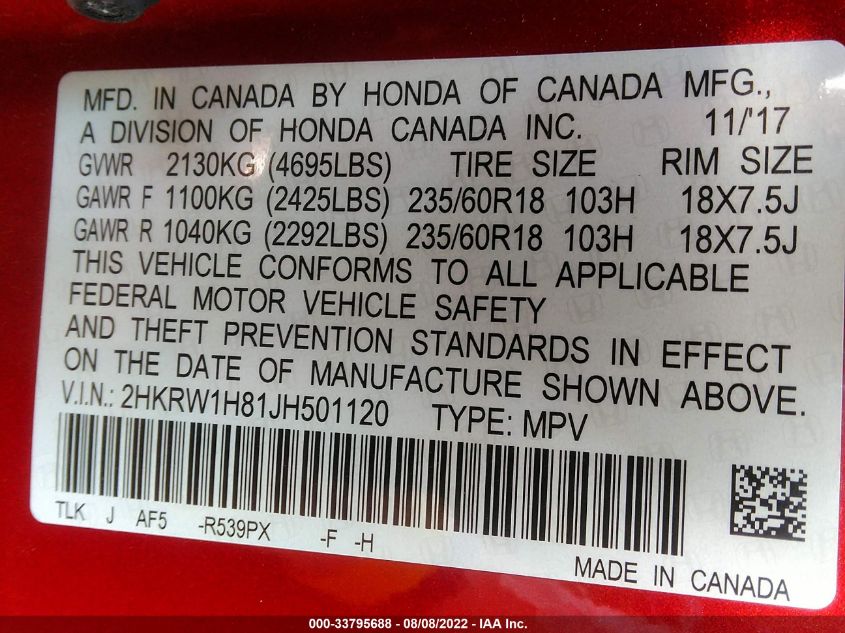 MFD. IN CANADA BY HONDA OF CANADA MFG.,
A DIVISION OF HONDA CANADA INC. 11/'17
GVWR 2130KG (4695LBS) TIRE SIZE RIM SIZE
GAWR F 1100KG (2425LBS) 235/60R18 103H 18X7.5J
GAWR R 1040KG (2292LBS) 235/60R18 103H 18X7.5J
THIS VEHICLE CONFORMS TO ALL APPLICABLE
FEDERAL MOTOR VEHICLE SAFETY
AND THEFT PREVENTION STANDARDS IN EFFECT
ON THE DATE OF MANUFACTURE SHOWN ABOVE.
V.I.N.: 2HKRW1H81JH501120 TYPE: MPV
TLK J AF5 -R539PX -F -H
MADE IN CANADA
000-33795688 - 08/08/2022 - IAA Inc.